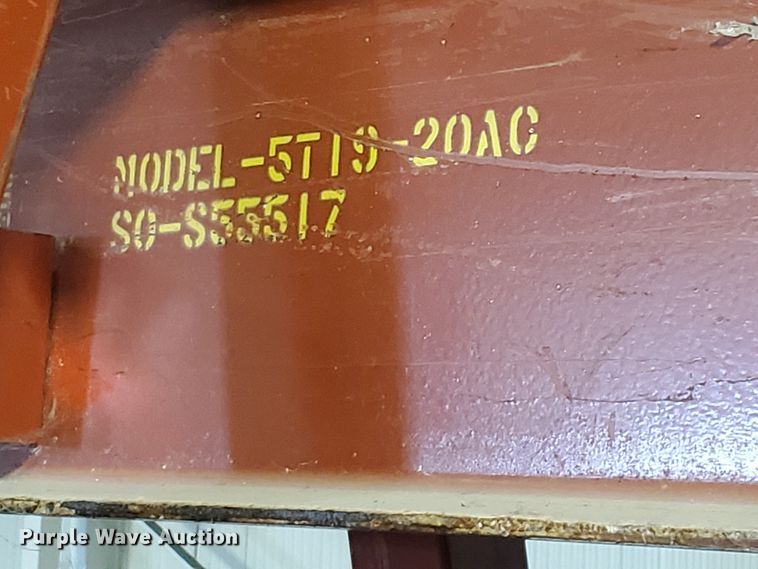 MODEL-5T19-20AC
SO-S55517
Purple Wave Auction